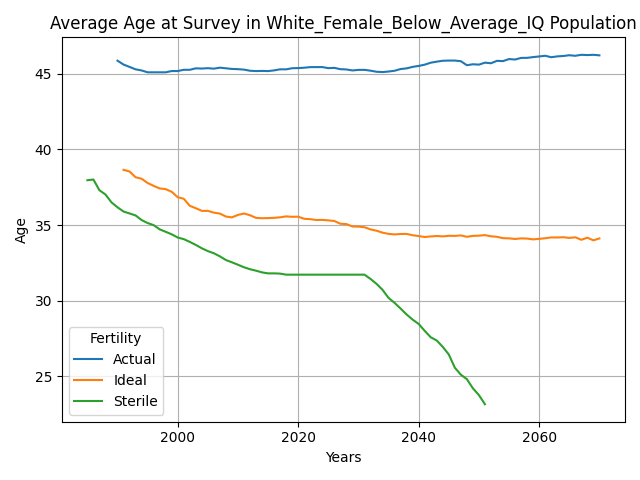 Average Age at Survey in White_Female_Below_Average_IQ Population
45
40
35
30
25
Age
Fertility
Actual
Ideal
Sterile
2000
2020
2040
2060
Years